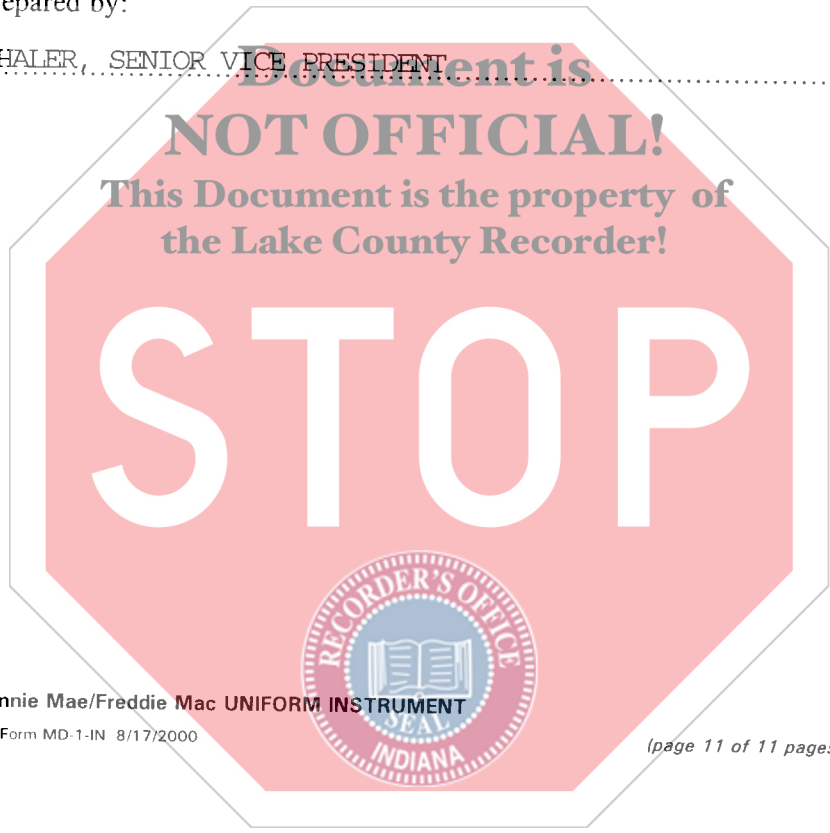 epared by:
HALER, SENIOR VICE PRESIDENT
Document is
NOT OFFICIAL!
This Document is the property of
the Lake County Recorder!
STOP
RECORDER'S OFFICE
SEAL
INDIANA
nnie Mae/Freddie Mac UNIFORM INSTRUMENT
Form MD-1-IN 8/17/2000
(page 11 of 11 pages